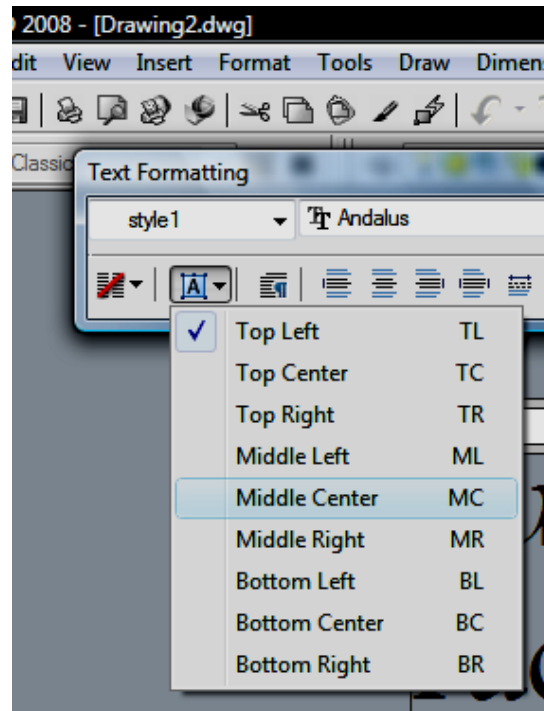 2008 - [Drawing2.dwg]
dit View Insert Format Tools Draw Dimens
Classic
Text Formatting
style1 Andalus
Top Left TL
Top Center TC
Top Right TR
Middle Left ML
Middle Center MC
Middle Right MR
Bottom Left BL
Bottom Center BC
Bottom Right BR